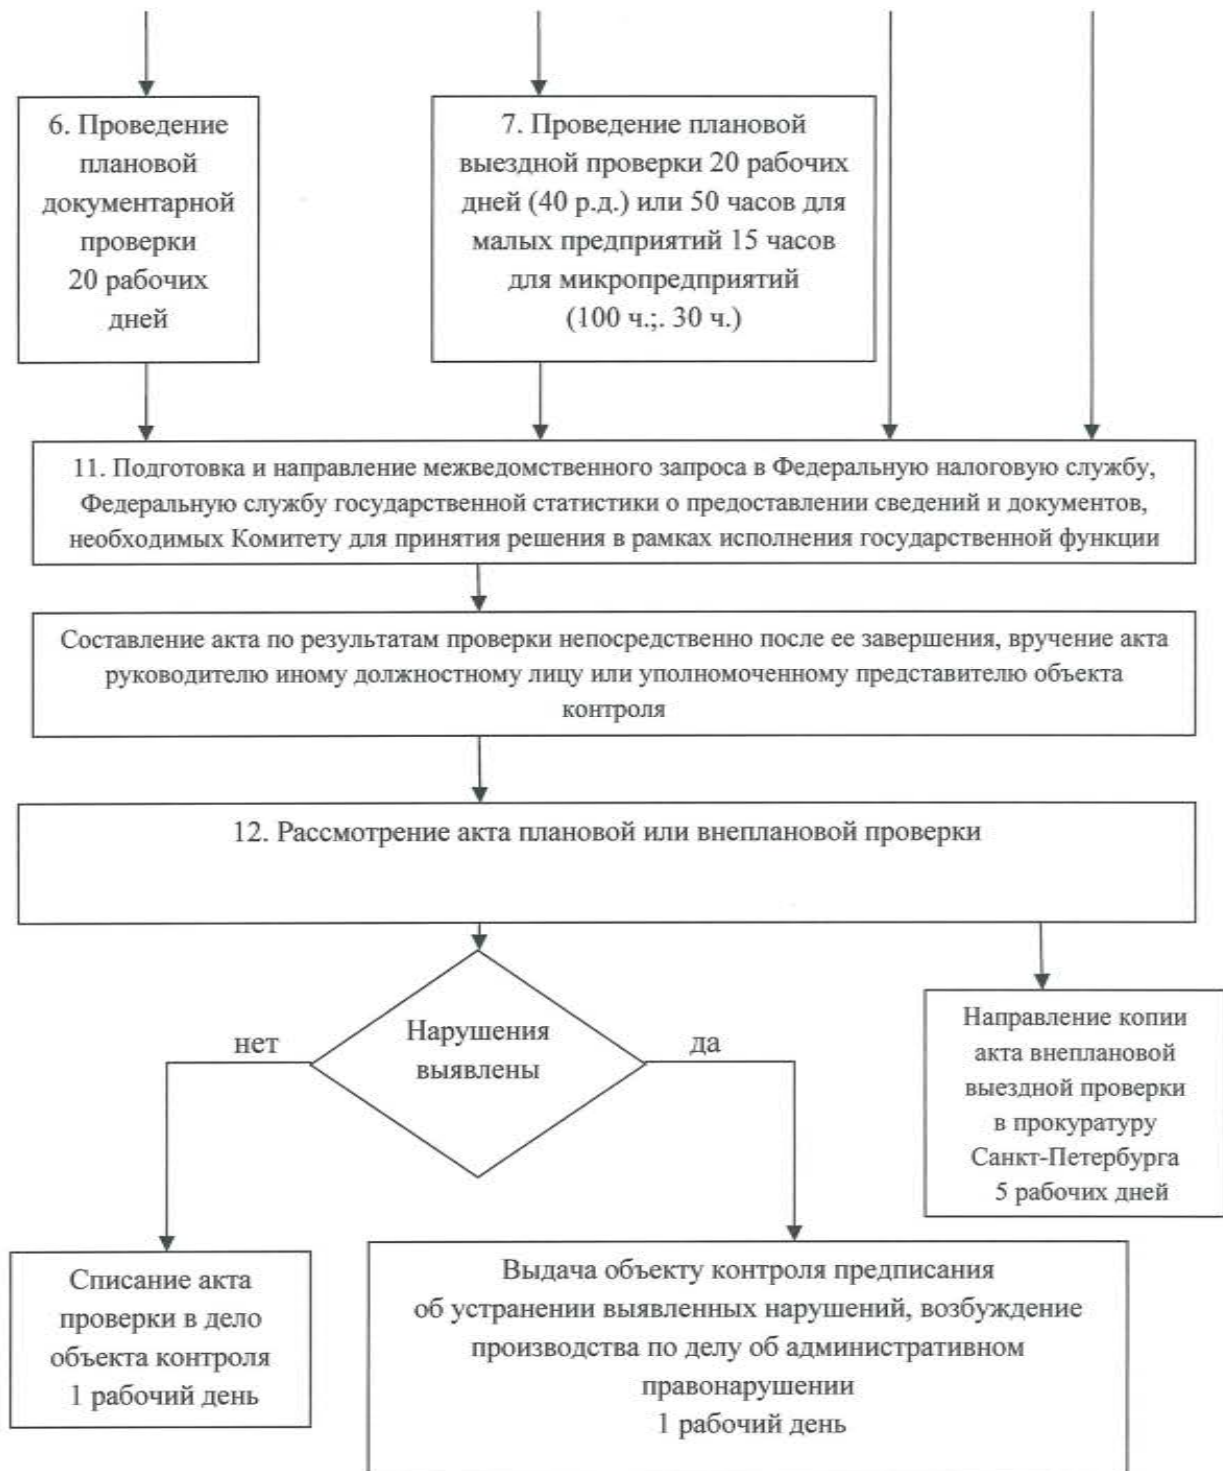 6. Проведение
плановой
документарной
проверки
20 рабочих
дней
7. Проведение плановой
выездной проверки 20 рабочих
дней (40 р.д.) или 50 часов для
малых предприятий 15 часов
для микропредприятий
(100 ч.;. 30 ч.)
11. Подготовка и направление межведомственного запроса в Федеральную налоговую службу,
Федеральную службу государственной статистики о предоставлении сведений и документов,
необходимых Комитету для принятия решения в рамках исполнения государственной функции
Составление акта по результатам проверки непосредственно после ее завершения, вручение акта
руководителю иному должностному лицу или уполномоченному представителю объекта
контроля
12. Рассмотрение акта плановой или внеплановой проверки
Нарушения
выявлены
нет
да
Направление копии
акта внеплановой
выездной проверки
в прокуратуру
Санкт-Петербурга
5 рабочих дней
Списание акта
проверки в дело
объекта контроля
1 рабочий день
Выдача объекту контроля предписания
об устранении выявленных нарушений, возбуждение
производства по делу об административном
правонарушении
1 рабочий день